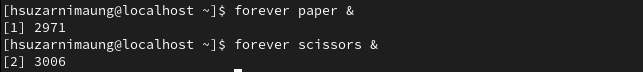 [hsuzarnimaung@localhost ~]$ forever paper &
[1] 2971
[hsuzarnimaung@localhost ~]$ forever scissors &
[2] 3006